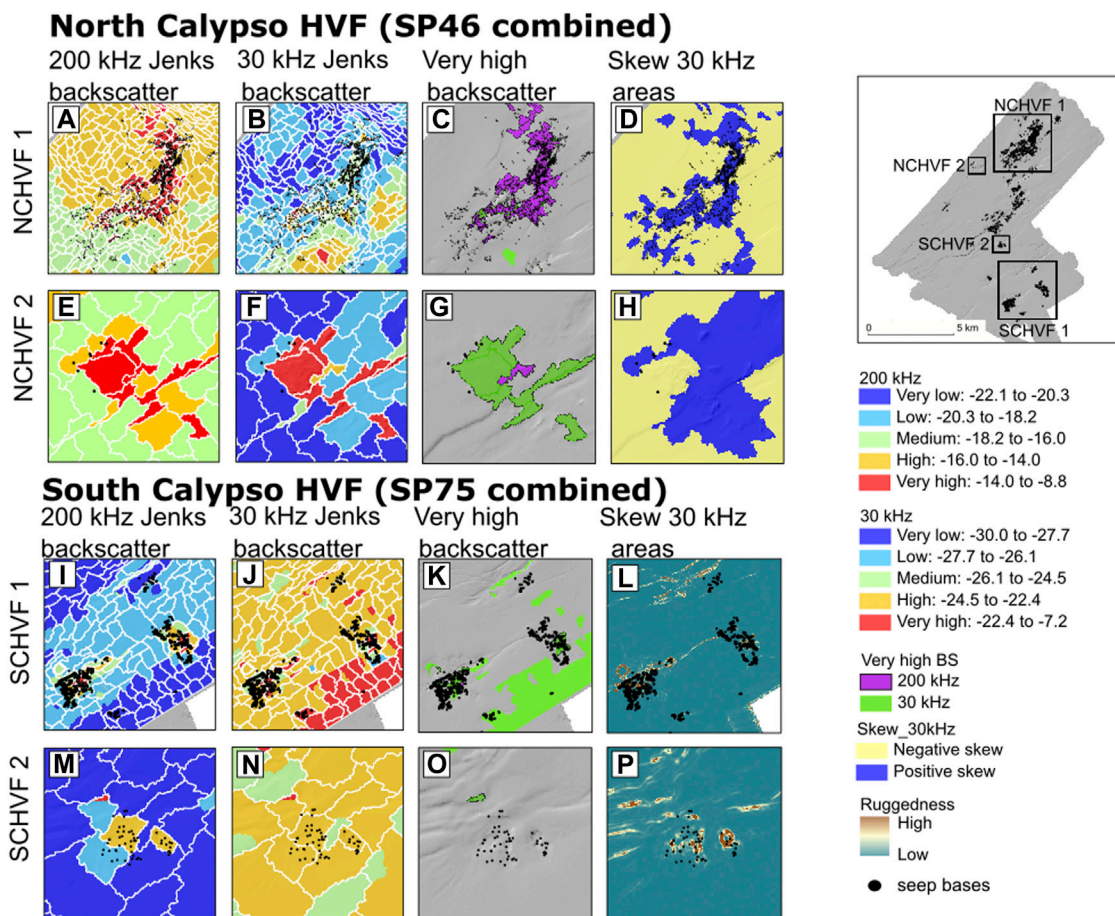 North Calypso HVF (SP46 combined)
200 kHz Jenks backscatter
30 kHz Jenks backscatter
Very high backscatter
Skew 30 kHz areas
NCHVF 1
A
B
C
D
NCHVF 2
E
F
G
H
South Calypso HVF (SP75 combined)
200 kHz Jenks backscatter
30 kHz Jenks backscatter
Very high backscatter
Skew 30 kHz areas
SCHVF 1
I
J
K
L
SCHVF 2
M
N
O
P
NCHVF 1
NCHVF 2
SCHVF 2
SCHVF 1
0 5 km
200 kHz
Very low: -22.1 to -20.3
Low: -20.3 to -18.2
Medium: -18.2 to -16.0
High: -16.0 to -14.0
Very high: -14.0 to -8.8
30 kHz
Very low: -30.0 to -27.7
Low: -27.7 to -26.1
Medium: -26.1 to -24.5
High: -24.5 to -22.4
Very high: -22.4 to -7.2
Very high BS
200 kHz
30 kHz
Skew_30kHz
Negative skew
Positive skew
Ruggedness
High
Low
seep bases